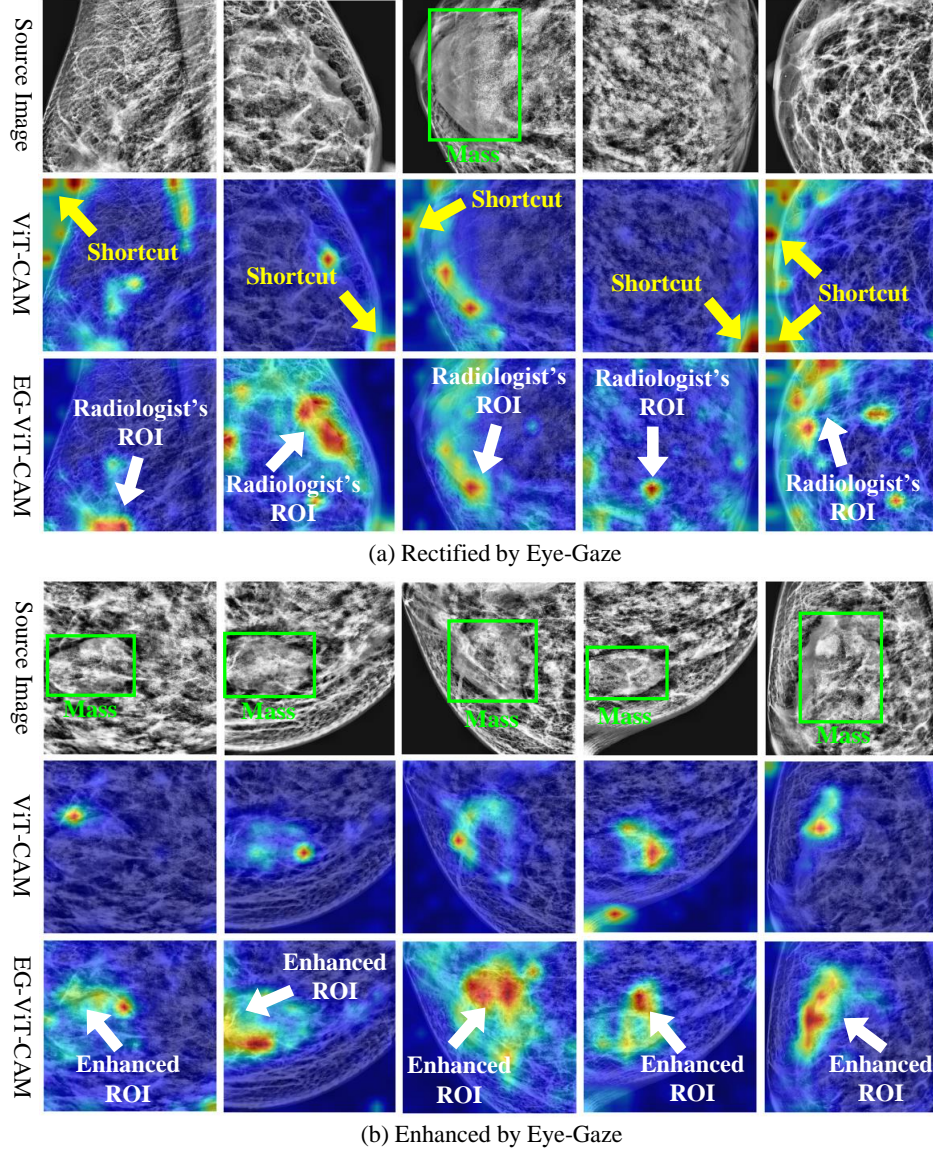 Source Image
Mass
ViT-CAM
Shortcut
Shortcut
Shortcut
Shortcut
Shortcut
EG-ViT-CAM
Radiologist's
ROI
Radiologist's
ROI
Radiologist's
ROI
Radiologist's
ROI
Radiologist's
ROI
(a) Rectified by Eye-Gaze
Source Image
Mass
Mass
Mass
Mass
Mass
ViT-CAM
EG-ViT-CAM
Enhanced
ROI
Enhanced
ROI
Enhanced
ROI
Enhanced
ROI
Enhanced
ROI
(b) Enhanced by Eye-Gaze